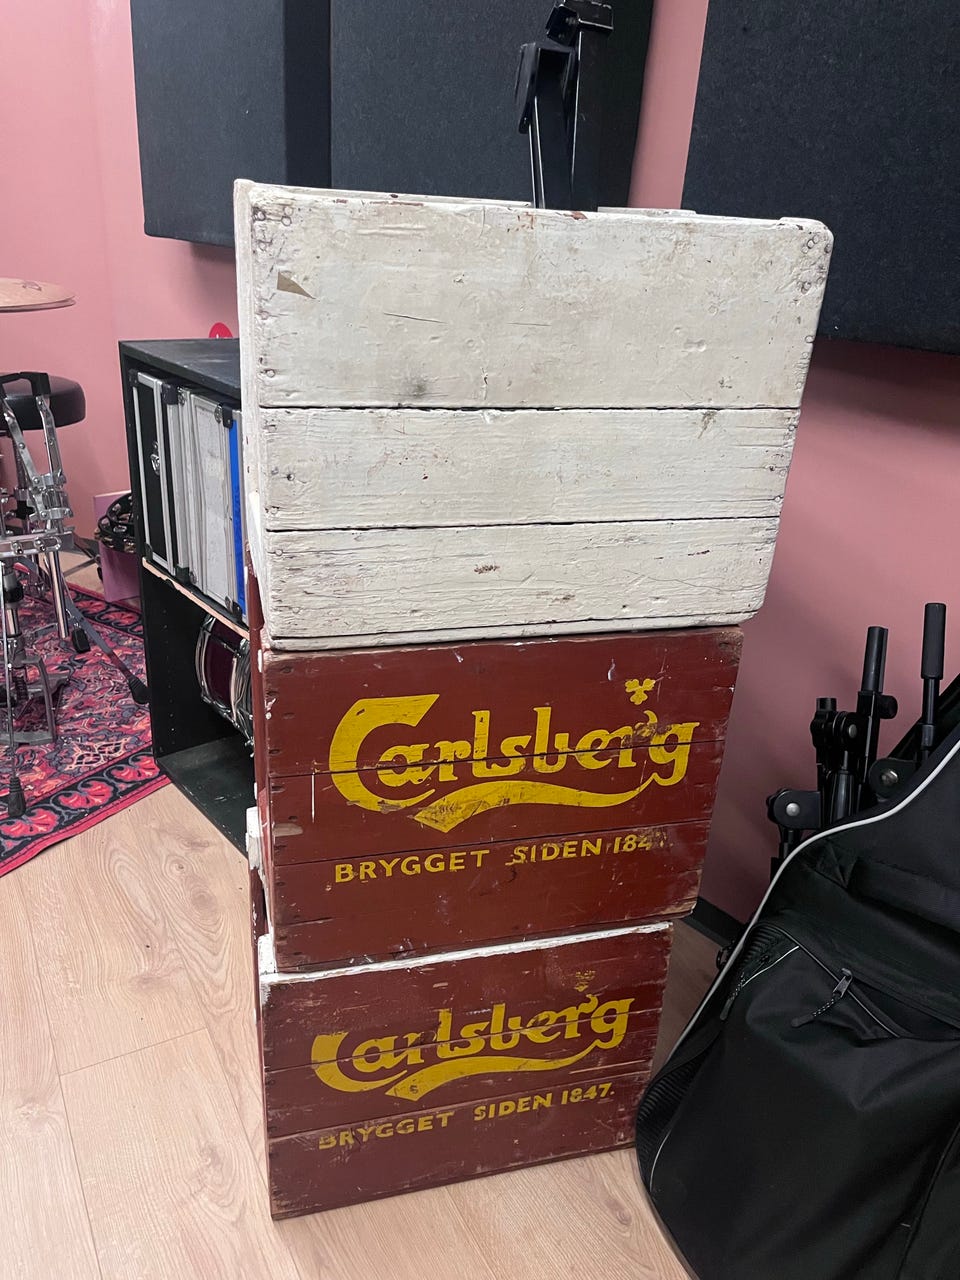 Carlsberg
BRYGGET SIDEN 184
Carlsberg
BRYGGET SIDEN 1847.